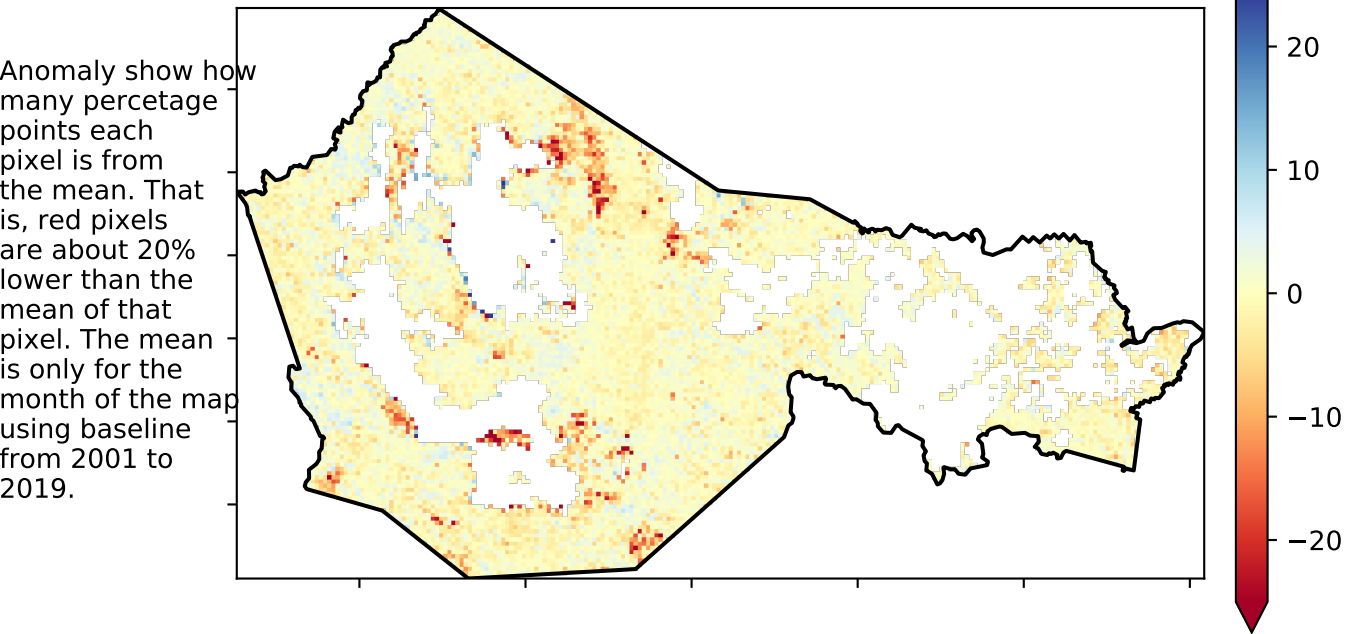 Anomaly show how
many percetage
points each
pixel is from
the mean. That
is, red pixels
are about 20%
lower than the
mean of that
pixel. The mean
is only for the
month of the map
using baseline
from 2001 to
2019.
20
10
0
−10
−20